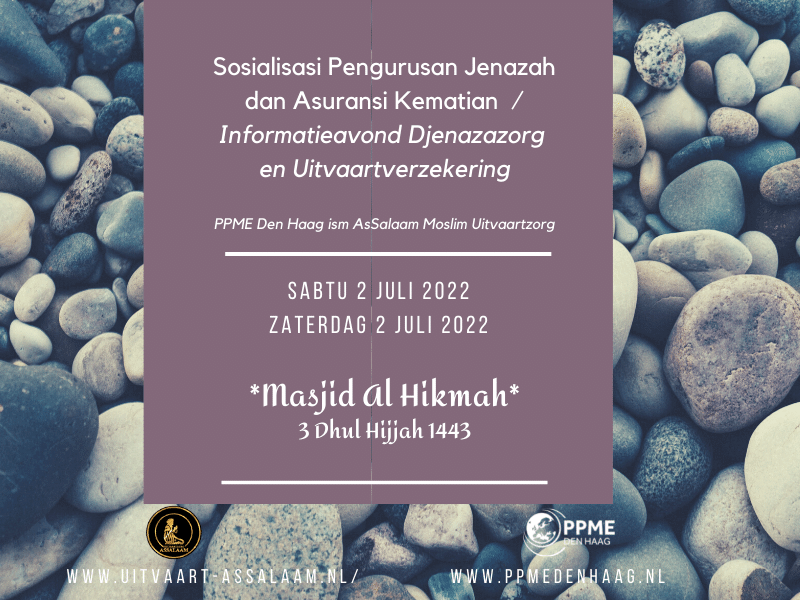 Sosialisasi Pengurusan Jenazah
dan Asuransi Kematian /
Informatieavond Djenazazorg
en Uitvaartverzekering
PPME Den Haag ism AsSalaam Moslim Uitvaartzorg
SABTU 2 JULI 2022
ZATERDAG 2 JULI 2022
*Masjid Al Hikmah*
3 Dhul Hijjah 1443
ASSALAAM
PPME
DEN HAAG
WWW.UITVAART-ASSALAAM.NL/
WWW.PPMEDENHAAG.NL